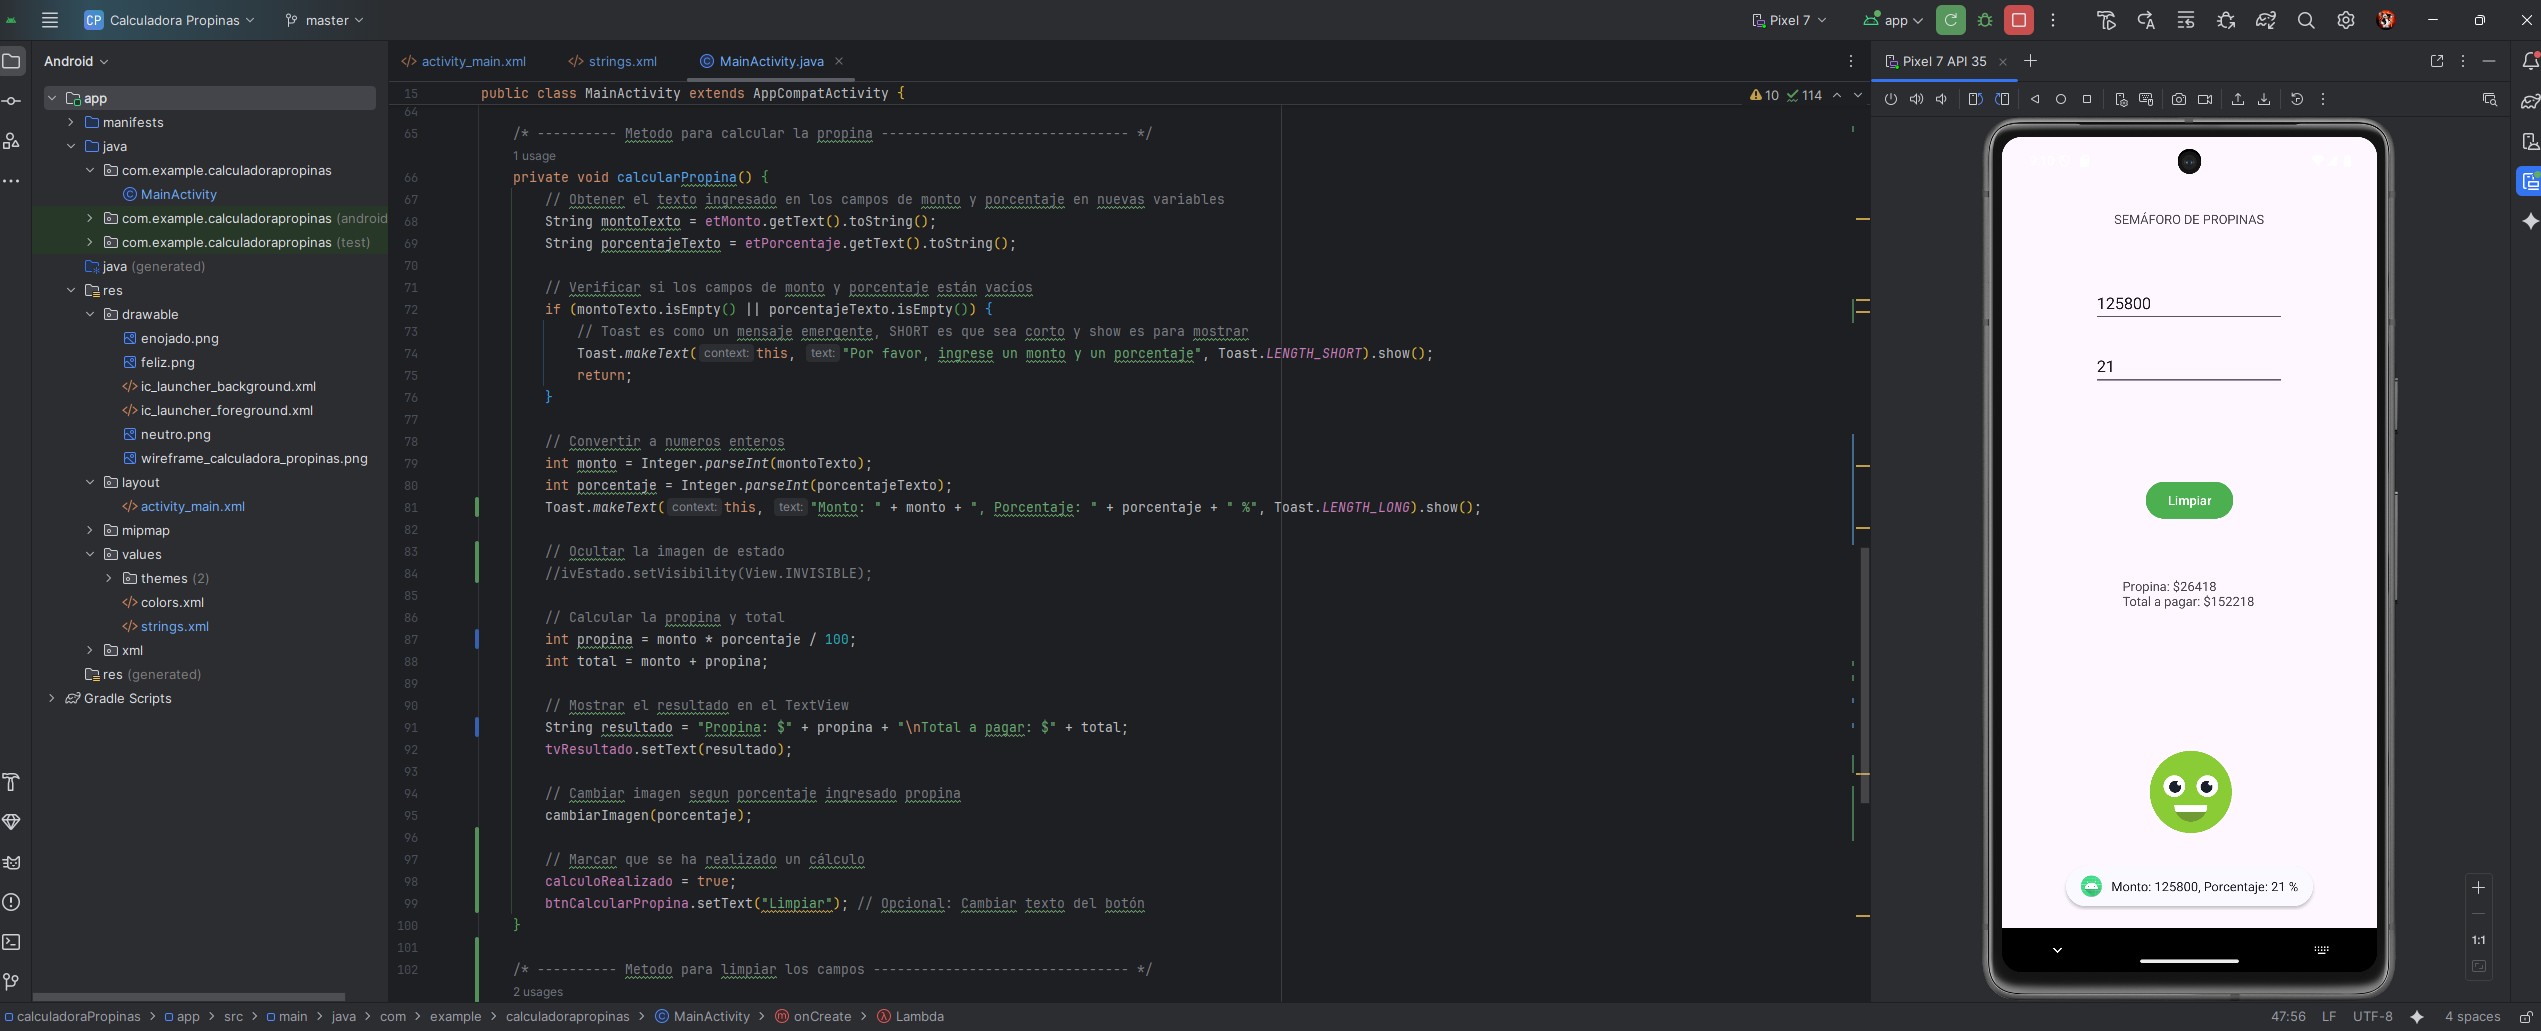 CP Calculadora Propinas
master
Pixel 7
app
Android
app
manifests
java
com.example.calculadorapropinas
MainActivity
com.example.calculadorapropinas (android
com.example.calculadorapropinas (test)
java (generated)
res
drawable
enojado.png
feliz.png
ic_launcher_background.xml
ic_launcher_foreground.xml
neutro.png
wireframe_calculadora_propinas.png
layout
activity_main.xml
mipmap
values
themes (2)
colors.xml
strings.xml
xml
res (generated)
Gradle Scripts
activity_main.xml
strings.xml
MainActivity.java
10 114
15 public class MainActivity extends AppCompatActivity {
64
65 /* ---------- Metodo para calcular la propina ------------------------------- */
1 usage
66 private void calcularPropina() {
67 // Obtener el texto ingresado en los campos de monto y porcentaje en nuevas variables
68 String montoTexto = etMonto.getText().toString();
69 String porcentajeTexto = etPorcentaje.getText().toString();
70
71 // Verificar si los campos de monto y porcentaje están vacíos
72 if (montoTexto.isEmpty() || porcentajeTexto.isEmpty()) {
73 // Toast es como un mensaje emergente, SHORT es que sea corto y show es para mostrar
74 Toast.makeText( context: this, text: "Por favor, ingrese un monto y un porcentaje", Toast.LENGTH_SHORT).show();
75 return;
76 }
77
78 // Convertir a numeros enteros
79 int monto = Integer.parseInt(montoTexto);
80 int porcentaje = Integer.parseInt(porcentajeTexto);
81 Toast.makeText( context: this, text: "Monto: " + monto + ", Porcentaje: " + porcentaje + " %", Toast.LENGTH_LONG).show();
82
83 // Ocultar la imagen de estado
84 //ivEstado.setVisibility(View.INVISIBLE);
85
86 // Calcular la propina y total
87 int propina = monto * porcentaje / 100;
88 int total = monto + propina;
89
90 // Mostrar el resultado en el TextView
91 String resultado = "Propina: $" + propina + "\nTotal a pagar: $" + total;
92 tvResultado.setText(resultado);
93
94 // Cambiar imagen segun porcentaje ingresado propina
95 cambiarImagen(porcentaje);
96
97 // Marcar que se ha realizado un cálculo
98 calculoRealizado = true;
99 btnCalcularPropina.setText("Limpiar"); // Opcional: Cambiar texto del botón
100 }
101
102 /* ---------- Metodo para limpiar los campos -------------------------------- */
2 usages
Pixel 7 API 35
SEMÁFORO DE PROPINAS
125800
21
Limpiar
Propina: $26418
Total a pagar: $152218
Monto: 125800, Porcentaje: 21 %
1:1
calculadoraPropinas > app > src > main > java > com > example > calculadorapropinas > MainActivity > onCreate > Lambda
47:56 LF UTF-8 4 spaces